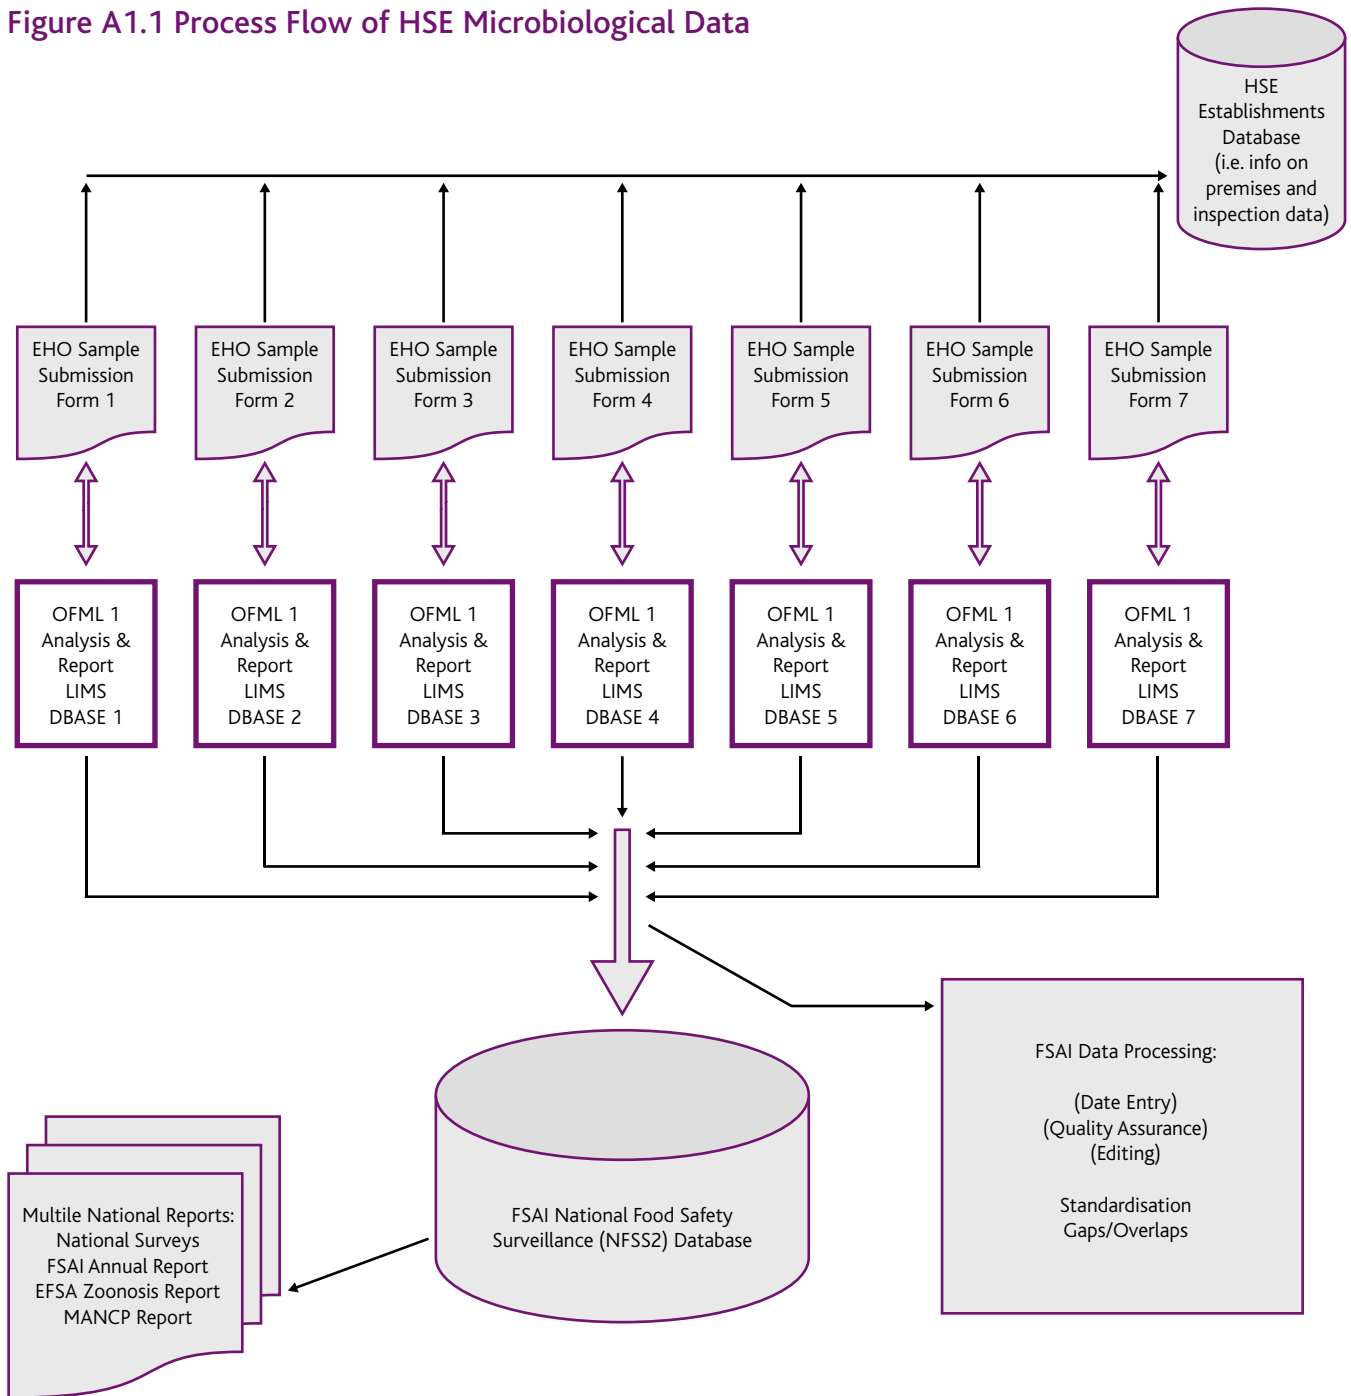 Figure A1.1 Process Flow of HSE Microbiological Data
HSE
Establishments
Database
(i.e. info on
premises and
inspection data)
EHO Sample
Submission
Form 1
EHO Sample
Submission
Form 2
EHO Sample
Submission
Form 3
EHO Sample
Submission
Form 4
EHO Sample
Submission
Form 5
EHO Sample
Submission
Form 6
EHO Sample
Submission
Form 7
OFML 1
Analysis &
Report
LIMS
DBASE 1
OFML 1
Analysis &
Report
LIMS
DBASE 2
OFML 1
Analysis &
Report
LIMS
DBASE 3
OFML 1
Analysis &
Report
LIMS
DBASE 4
OFML 1
Analysis &
Report
LIMS
DBASE 5
OFML 1
Analysis &
Report
LIMS
DBASE 6
OFML 1
Analysis &
Report
LIMS
DBASE 7
FSAI Data Processing:
(Date Entry)
(Quality Assurance)
(Editing)
Standardisation
Gaps/Overlaps
FSAI National Food Safety
Surveillance (NFSS2) Database
Multile National Reports:
National Surveys
FSAI Annual Report
EFSA Zoonosis Report
MANCP Report